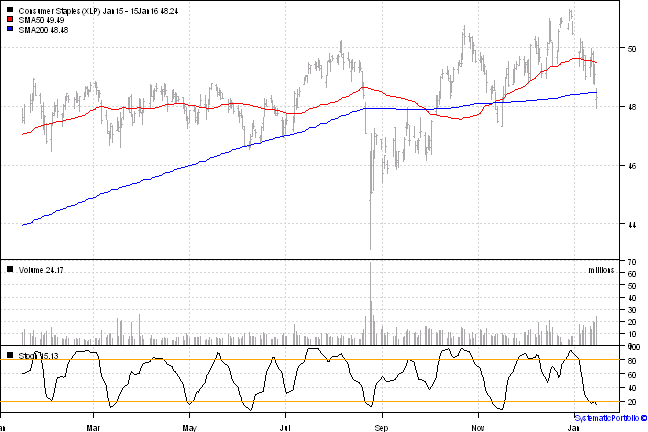 Consumer Staples (XLP) Jan15 - 15Jan16 48.24
SMA50 49.49
SMA200 48.48
50
48
46
44
Volume 24.17
millions
70
60
50
40
30
20
10
Stoch 15.13
80
60
40
20
Jan
Mar
May
Jul
Sep
Nov
Jan
SystematicPortfolio ©